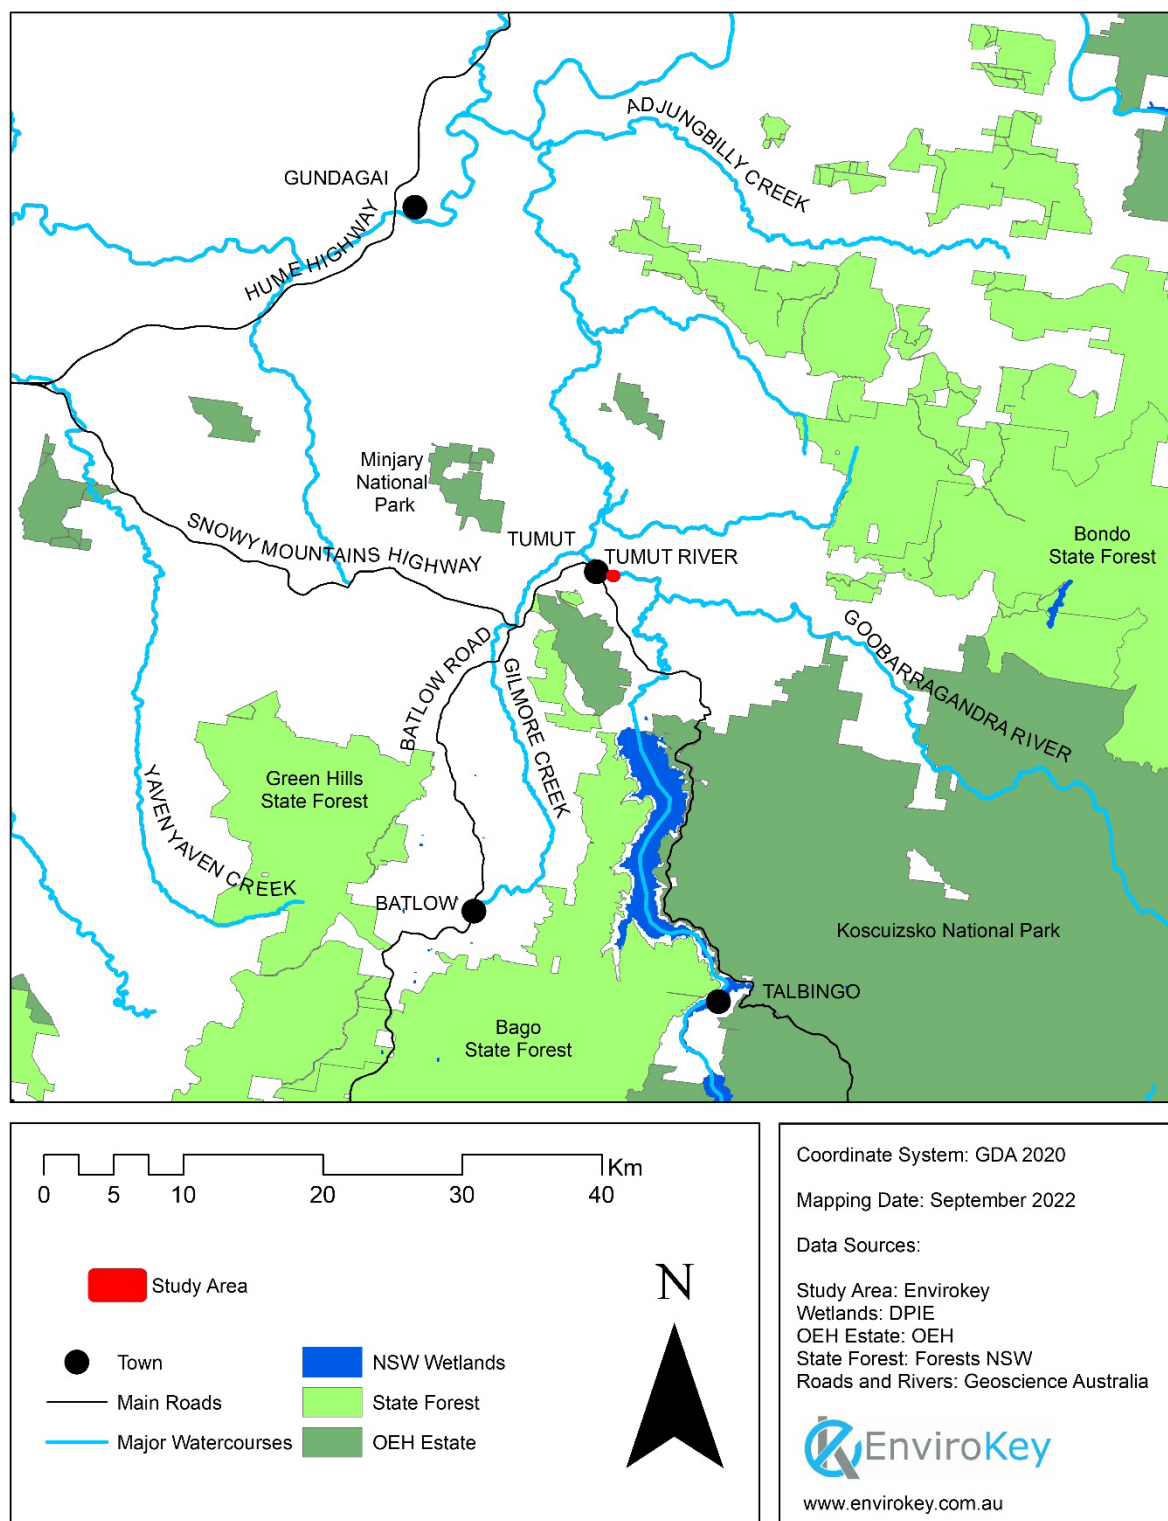 ADJUNGBILLY CREEK
GUNDAGAI
HUME HIGHWAY
Minjary
National
Park
SNOWY MOUNTAINS HIGHWAY
TUMUT
TUMUT RIVER
Bondo
State Forest
GOOBARRAGANDRA RIVER
BATLOW ROAD
GILMORE CREEK
Green Hills
State Forest
YAVEN YAVEN CREEK
BATLOW
Koscuizsko National Park
TALBINGO
Bago
State Forest
Km
0 5 10 20 30 40
Study Area
N
Town
Main Roads
Major Watercourses
NSW Wetlands
State Forest
OEH Estate
Coordinate System: GDA 2020
Mapping Date: September 2022
Data Sources:
Study Area: Envirokey
Wetlands: DPIE
OEH Estate: OEH
State Forest: Forests NSW
Roads and Rivers: Geoscience Australia
EnviroKey
www.envirokey.com.au